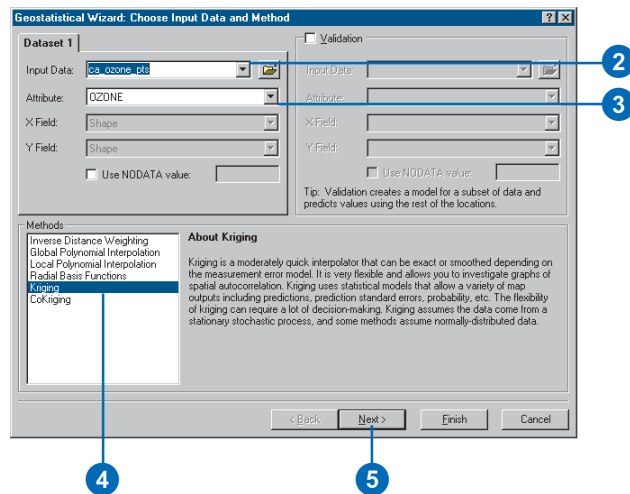 Geostatistical Wizard: Choose Input Data and Method
Dataset 1
Input Data: ca_ozone_pts
Attribute: OZONE
X Field: Shape
Y Field: Shape
Use NODATA value:
Validation
Input Data:
Attribute:
X Field:
Y Field:
Use NODATA value:
Tip: Validation creates a model for a subset of data and
predicts values using the rest of the locations.
2
3
Methods
Inverse Distance Weighting
Global Polynomial Interpolation
Local Polynomial Interpolation
Radial Basis Functions
Kriging
CoKriging
About Kriging
Kriging is a moderately quick interpolator that can be exact or smoothed depending on
the measurement error model. It is very flexible and allows you to investigate graphs of
spatial autocorrelation. Kriging uses statistical models that allow a variety of map
outputs including predictions, prediction standard errors, probability, etc. The flexibility
of kriging can require a lot of decision-making. Kriging assumes the data come from a
stationary stochastic process, and some methods assume normally-distributed data.
< Back
Next >
Finish
Cancel
4
5